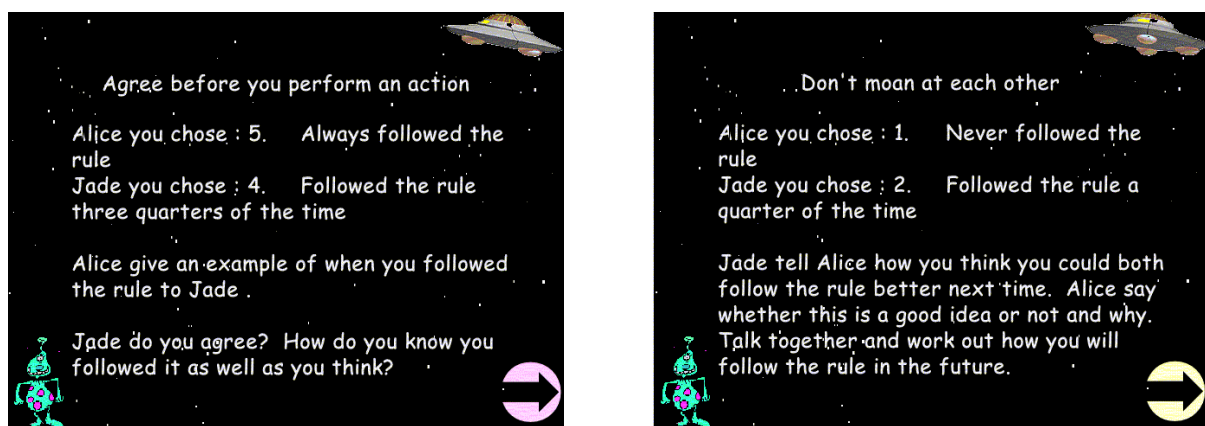 Agree before you perform an action
Alice you chose : 5. Always followed the
rule
Jade you chose : 4. Followed the rule
three quarters of the time
Alice give an example of when you followed
the rule to Jade .
Jade do you agree? How do you know you
followed it as well as you think?
Don't moan at each other
Alice you chose : 1. Never followed the
rule
Jade you chose : 2. Followed the rule a
quarter of the time
Jade tell Alice how you think you could both
follow the rule better next time. Alice say
whether this is a good idea or not and why.
Talk together and work out how you will
follow the rule in the future.